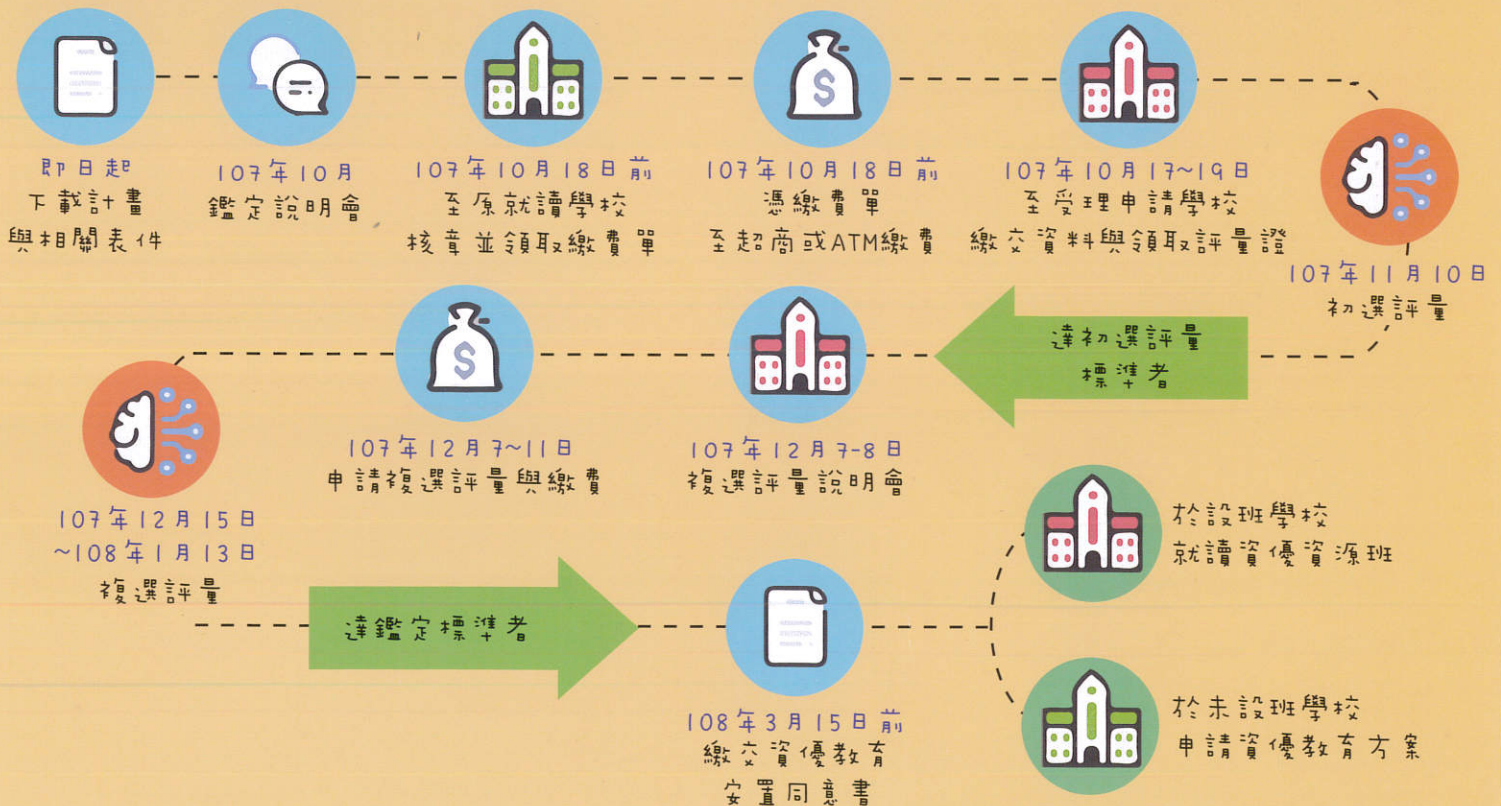 即日起
下載計畫
與相關表件
107年10月
鑑定說明會
107年10月18日前
至原就讀學校
核章並領取繳費單
107年10月18日前
憑繳費單
至超商或ATM繳費
107年10月17~19日
至受理申請學校
繳交資料與領取評量證
107年11月10日
初選評量
達初選評量
標準者
107年12月7-8日
複選評量說明會
107年12月7~11日
申請複選評量與繳費
107年12月15日
~108年1月13日
複選評量
達鑑定標準者
108年3月15日前
繳交資優教育
安置同意書
於設班學校
就讀資優資源班
於未設班學校
申請資優教育方案